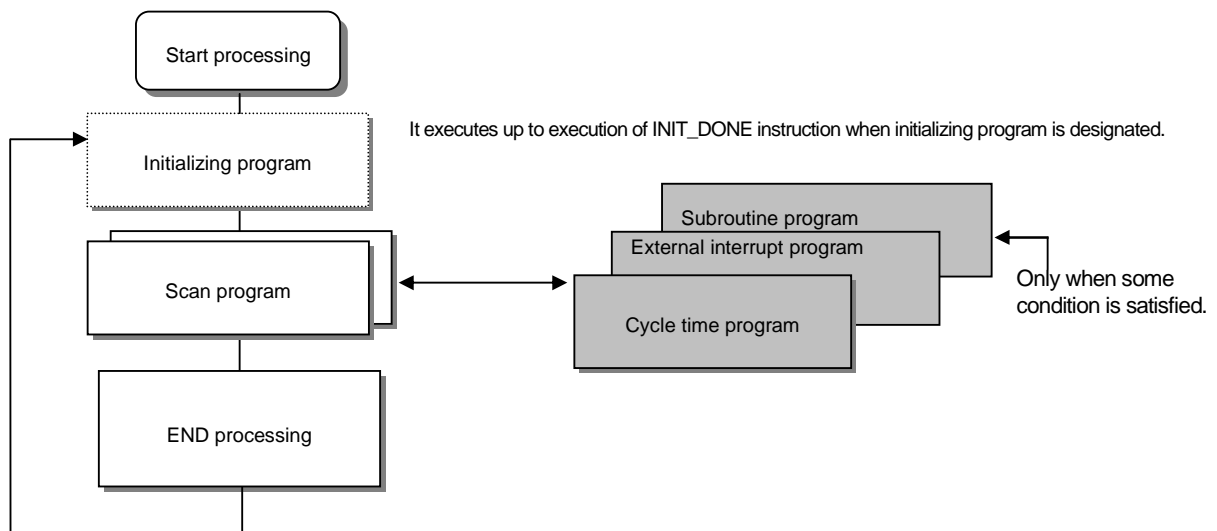 Start processing
It executes up to execution of INIT_DONE instruction when initializing program is designated.
Initializing program
Subroutine program
External interrupt program
Scan program
Cycle time program
Only when some
condition is satisfied.
END processing